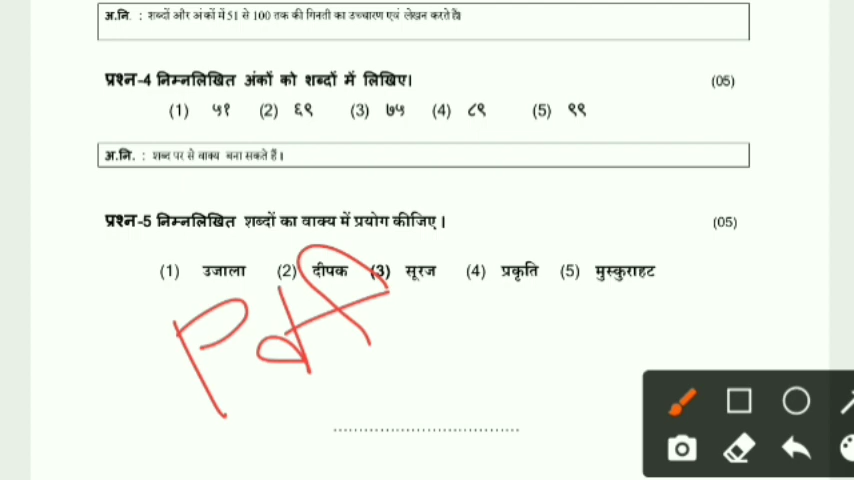 अ.नि. : शब्दों और अंकों में 51 से 100 तक की गिनती का उच्चारण एवं लेखन करते हैं।
प्रश्न-4 निम्नलिखित अंकों को शब्दों में लिखिए। (05)
(1) ५१ (2) ६९ (3) ७५ (4) ८९ (5) ९९
अ.नि. : शब्द पर से वाक्य बना सकते हैं।
प्रश्न-5 निम्नलिखित शब्दों का वाक्य में प्रयोग कीजिए। (05)
(1) उजाला (2) दीपक (3) सूरज (4) प्रकृति (5) मुस्कुराहट